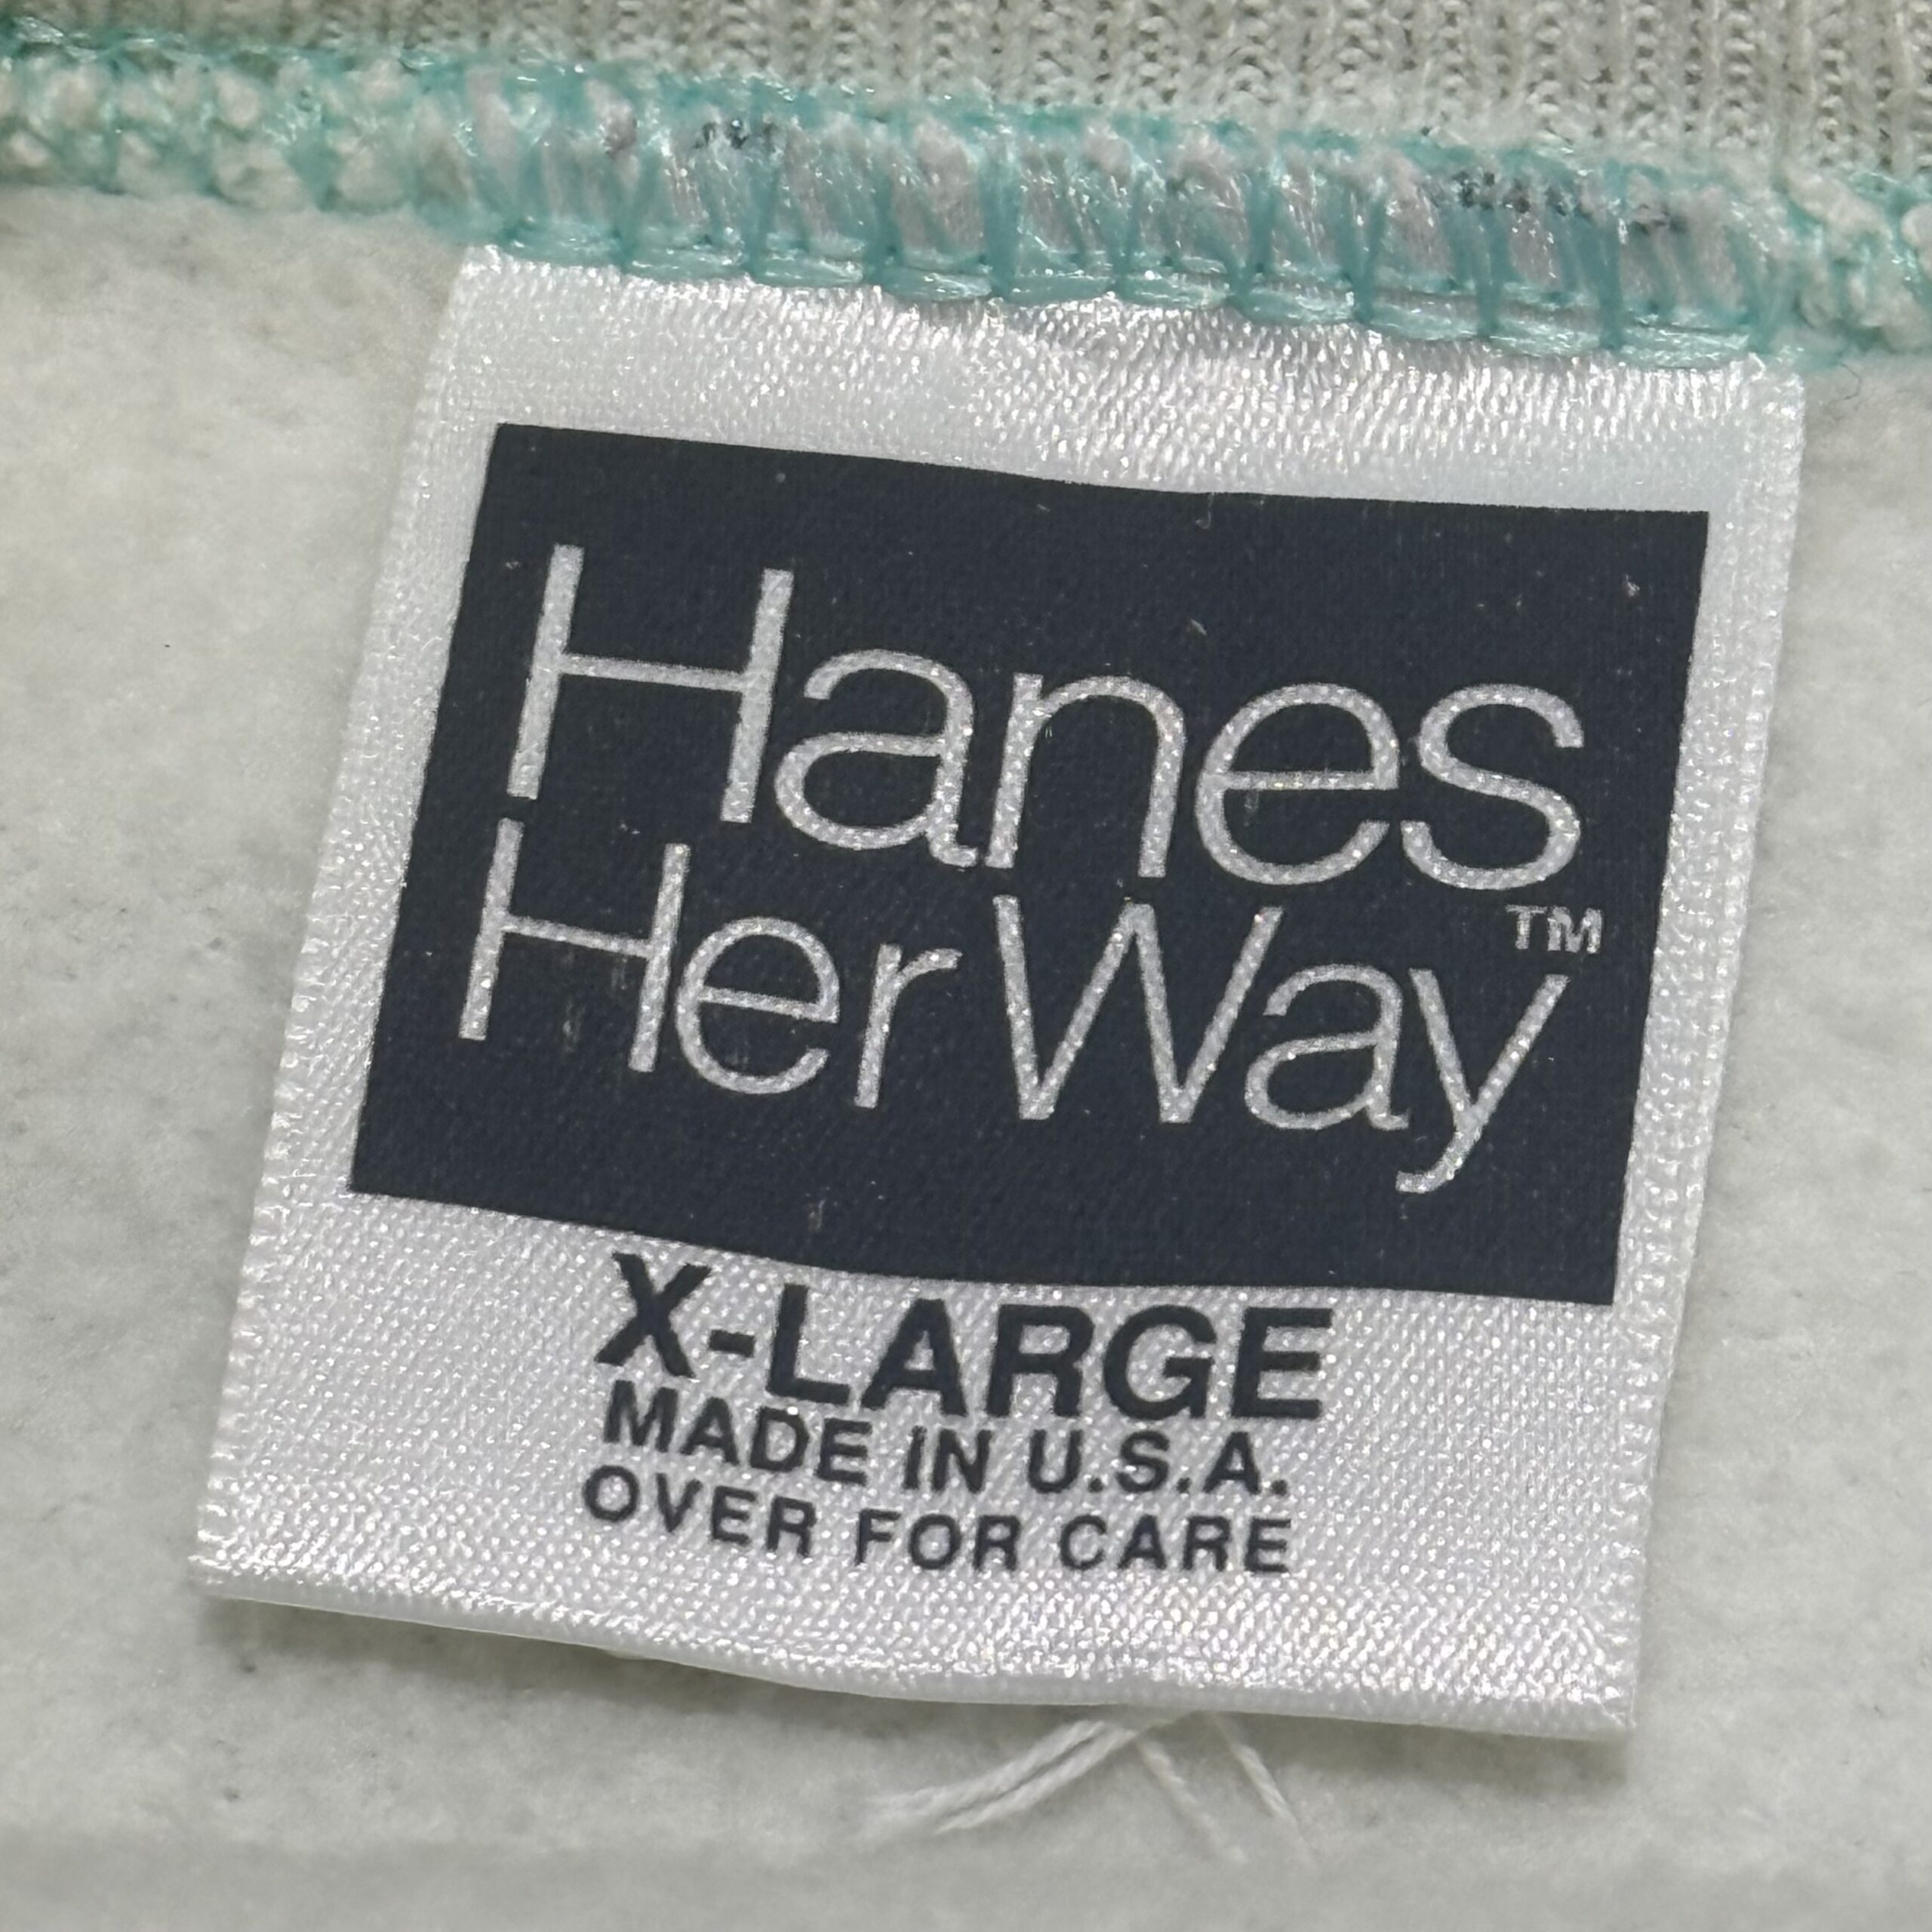 Hanes
Her Way™
X-LARGE
MADE IN U.S.A.
OVER FOR CARE